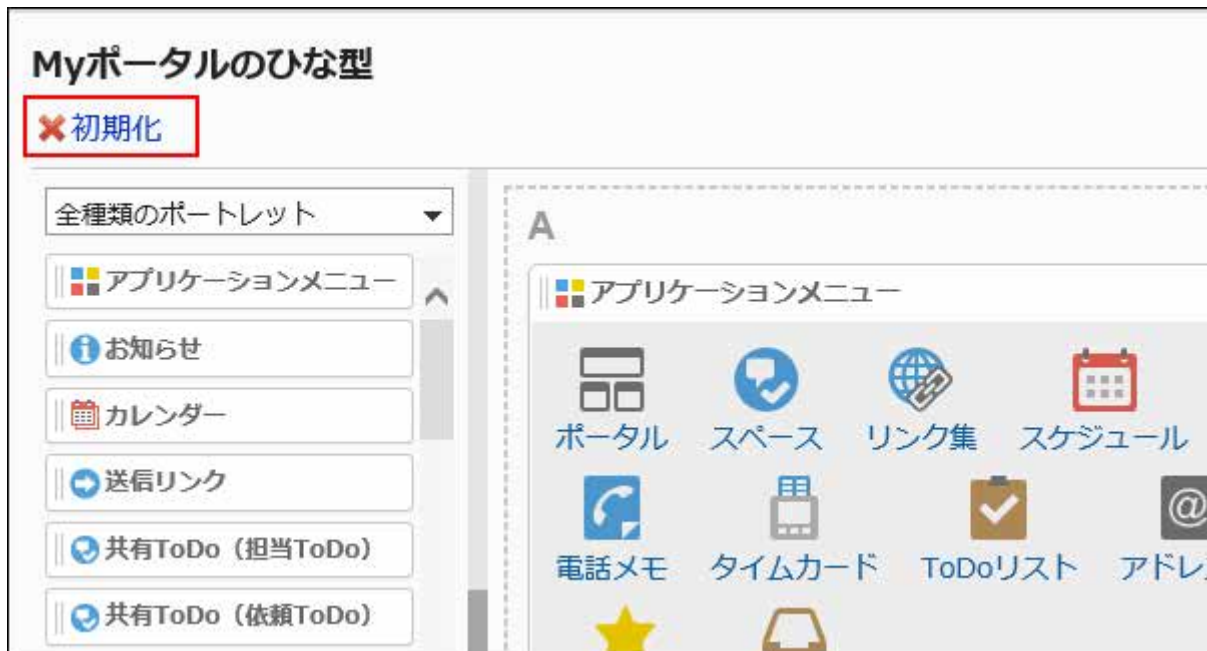 Myポータルのひな型
初期化
全種類のポートレット
アプリケーションメニュー
お知らせ
カレンダー
送信リンク
共有ToDo（担当ToDo）
共有ToDo（依頼ToDo）
A
アプリケーションメニュー
ポータル スペース リンク集 スケジュール
電話メモ タイムカード ToDoリスト アドレ